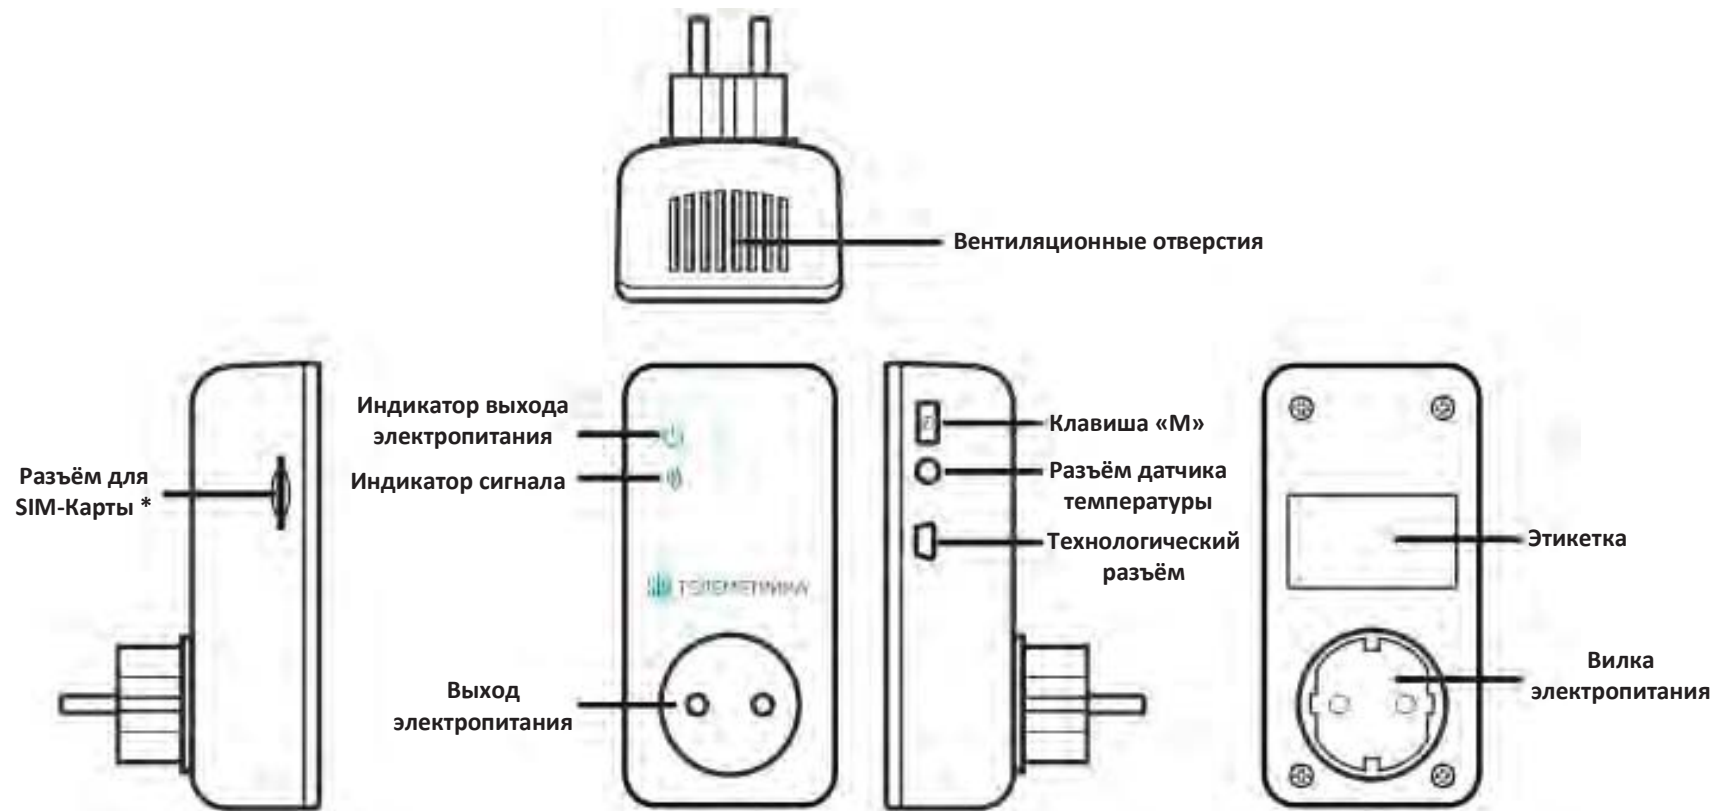 Вентиляционные отверстия
Индикатор выхода
электропитания
Индикатор сигнала
Разъём для
SIM-Карты *
Клавиша «М»
Разъём датчика
температуры
Технологический
разъём
Этикетка
Выход
электропитания
Вилка
электропитания